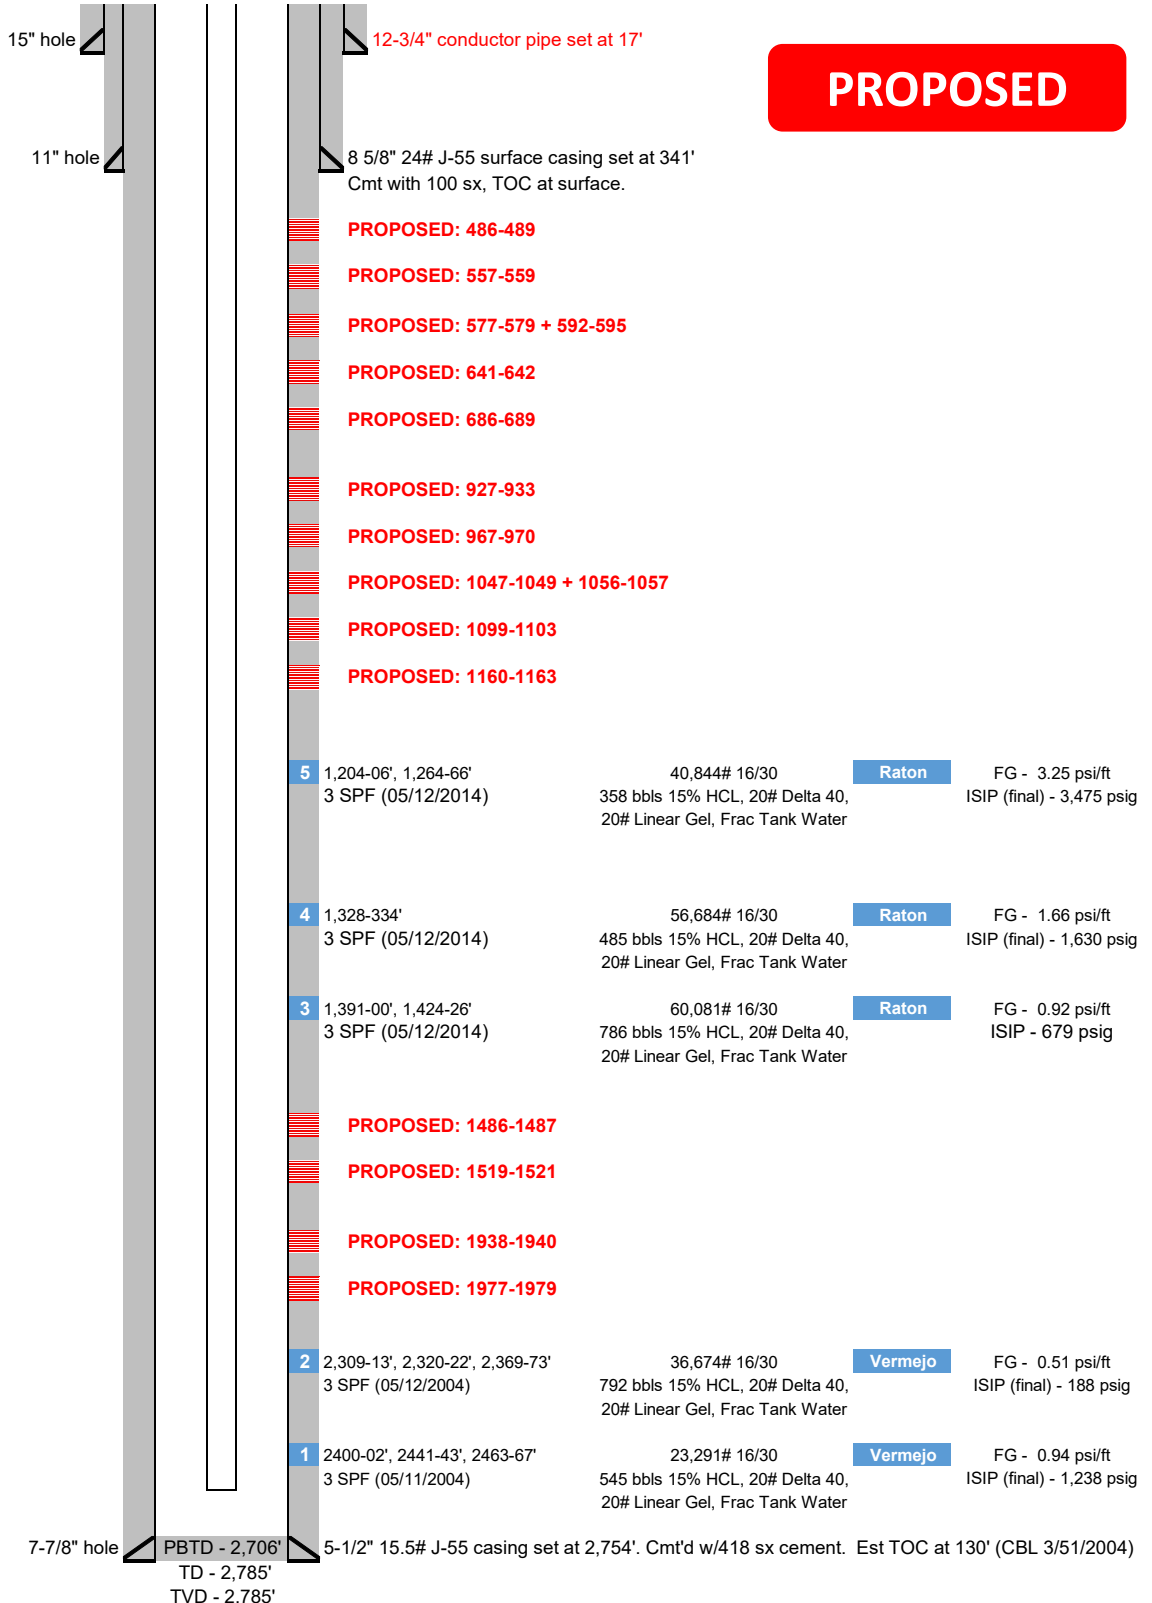 15" hole
12-3/4" conductor pipe set at 17'
PROPOSED
11" hole
8 5/8" 24# J-55 surface casing set at 341'
Cmt with 100 sx, TOC at surface.
PROPOSED: 486-489
PROPOSED: 557-559
PROPOSED: 577-579 + 592-595
PROPOSED: 641-642
PROPOSED: 686-689
PROPOSED: 927-933
PROPOSED: 967-970
PROPOSED: 1047-1049 + 1056-1057
PROPOSED: 1099-1103
PROPOSED: 1160-1163
5 1,204-06', 1,264-66' 40,844# 16/30 Raton FG - 3.25 psi/ft
3 SPF (05/12/2014) 358 bbls 15% HCL, 20# Delta 40, ISIP (final) - 3,475 psig
20# Linear Gel, Frac Tank Water
4 1,328-334' 56,684# 16/30 Raton FG - 1.66 psi/ft
3 SPF (05/12/2014) 485 bbls 15% HCL, 20# Delta 40, ISIP (final) - 1,630 psig
20# Linear Gel, Frac Tank Water
3 1,391-00', 1,424-26' 60,081# 16/30 Raton FG - 0.92 psi/ft
3 SPF (05/12/2014) 786 bbls 15% HCL, 20# Delta 40, ISIP - 679 psig
20# Linear Gel, Frac Tank Water
PROPOSED: 1486-1487
PROPOSED: 1519-1521
PROPOSED: 1938-1940
PROPOSED: 1977-1979
2 2,309-13', 2,320-22', 2,369-73' 36,674# 16/30 Vermejo FG - 0.51 psi/ft
3 SPF (05/12/2004) 792 bbls 15% HCL, 20# Delta 40, ISIP (final) - 188 psig
20# Linear Gel, Frac Tank Water
1 2400-02', 2441-43', 2463-67' 23,291# 16/30 Vermejo FG - 0.94 psi/ft
3 SPF (05/11/2004) 545 bbls 15% HCL, 20# Delta 40, ISIP (final) - 1,238 psig
20# Linear Gel, Frac Tank Water
7-7/8" hole PBTD - 2,706' 5-1/2" 15.5# J-55 casing set at 2,754'. Cmt'd w/418 sx cement. Est TOC at 130' (CBL 3/51/2004)
TD - 2,785'
TVD - 2,785'